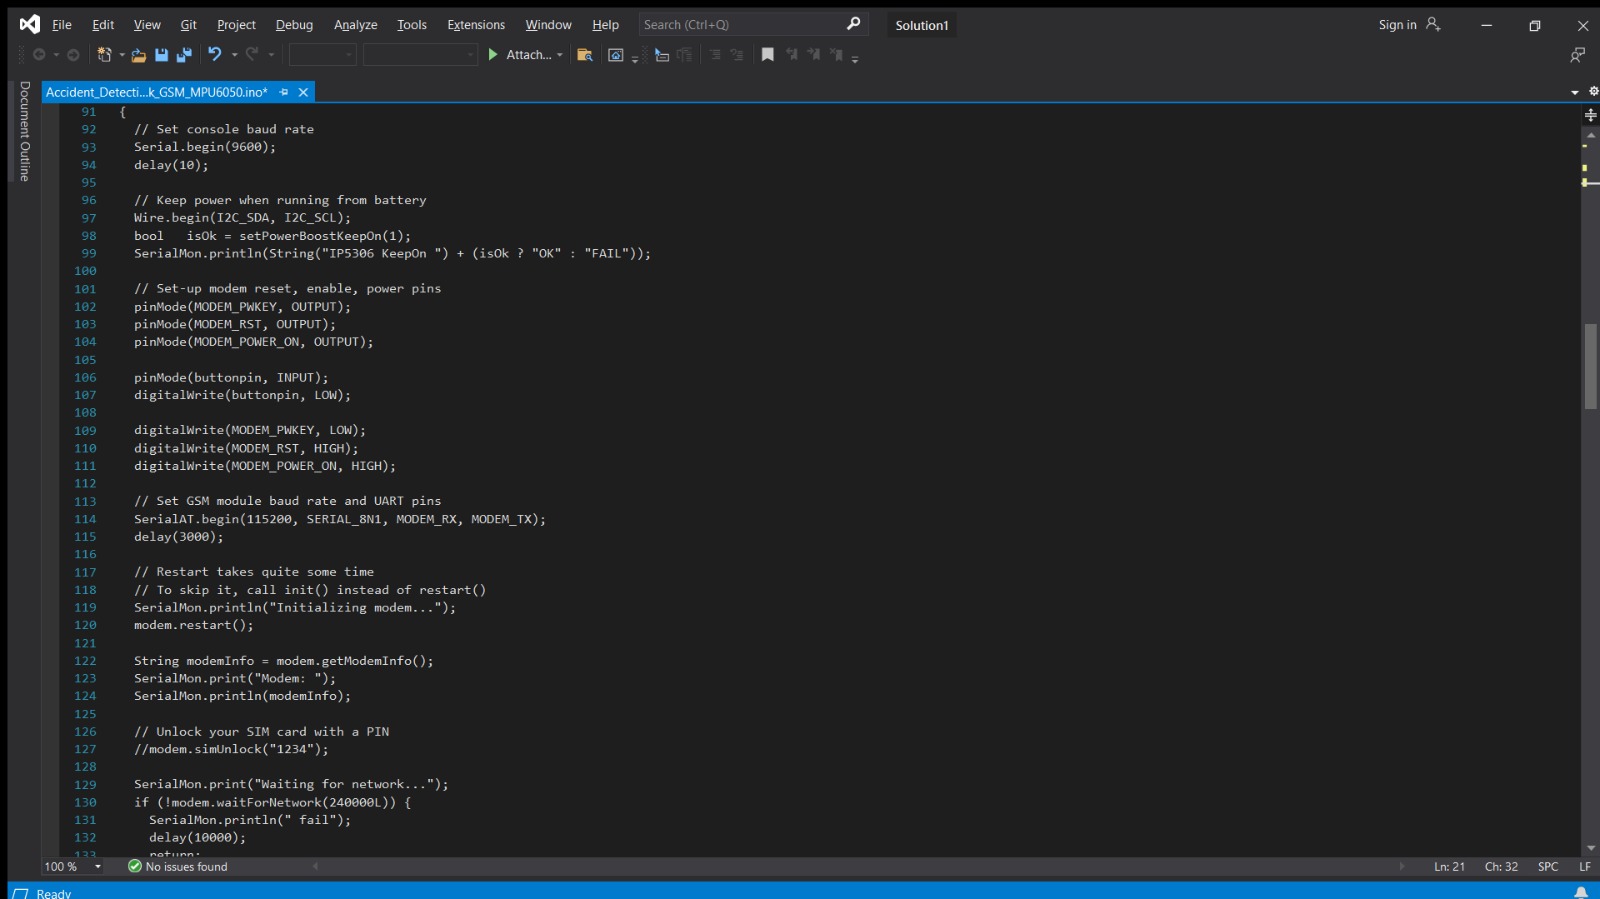 File Edit View Git Project Debug Analyze Tools Extensions Window Help Search (Ctrl+Q) Solution1 Sign in
Attach...
Document Outline
Accident_Detecti...k_GSM_MPU6050.ino*
91 {
92 // Set console baud rate
93 Serial.begin(9600);
94 delay(10);
95
96 // Keep power when running from battery
97 Wire.begin(I2C_SDA, I2C_SCL);
98 bool   isOk = setPowerBoostKeepOn(1);
99 SerialMon.println(String("IP5306 KeepOn ") + (isOk ? "OK" : "FAIL"));
100
101 // Set-up modem reset, enable, power pins
102 pinMode(MODEM_PWKEY, OUTPUT);
103 pinMode(MODEM_RST, OUTPUT);
104 pinMode(MODEM_POWER_ON, OUTPUT);
105
106 pinMode(buttonpin, INPUT);
107 digitalWrite(buttonpin, LOW);
108
109 digitalWrite(MODEM_PWKEY, LOW);
110 digitalWrite(MODEM_RST, HIGH);
111 digitalWrite(MODEM_POWER_ON, HIGH);
112
113 // Set GSM module baud rate and UART pins
114 SerialAT.begin(115200, SERIAL_8N1, MODEM_RX, MODEM_TX);
115 delay(3000);
116
117 // Restart takes quite some time
118 // To skip it, call init() instead of restart()
119 SerialMon.println("Initializing modem...");
120 modem.restart();
121
122 String modemInfo = modem.getModemInfo();
123 SerialMon.print("Modem: ");
124 SerialMon.println(modemInfo);
125
126 // Unlock your SIM card with a PIN
127 //modem.simUnlock("1234");
128
129 SerialMon.print("Waiting for network...");
130 if (!modem.waitForNetwork(240000L)) {
131 SerialMon.println(" fail");
132 delay(10000);
133 return;
100 % No issues found Ln: 21 Ch: 32 SPC LF
Ready